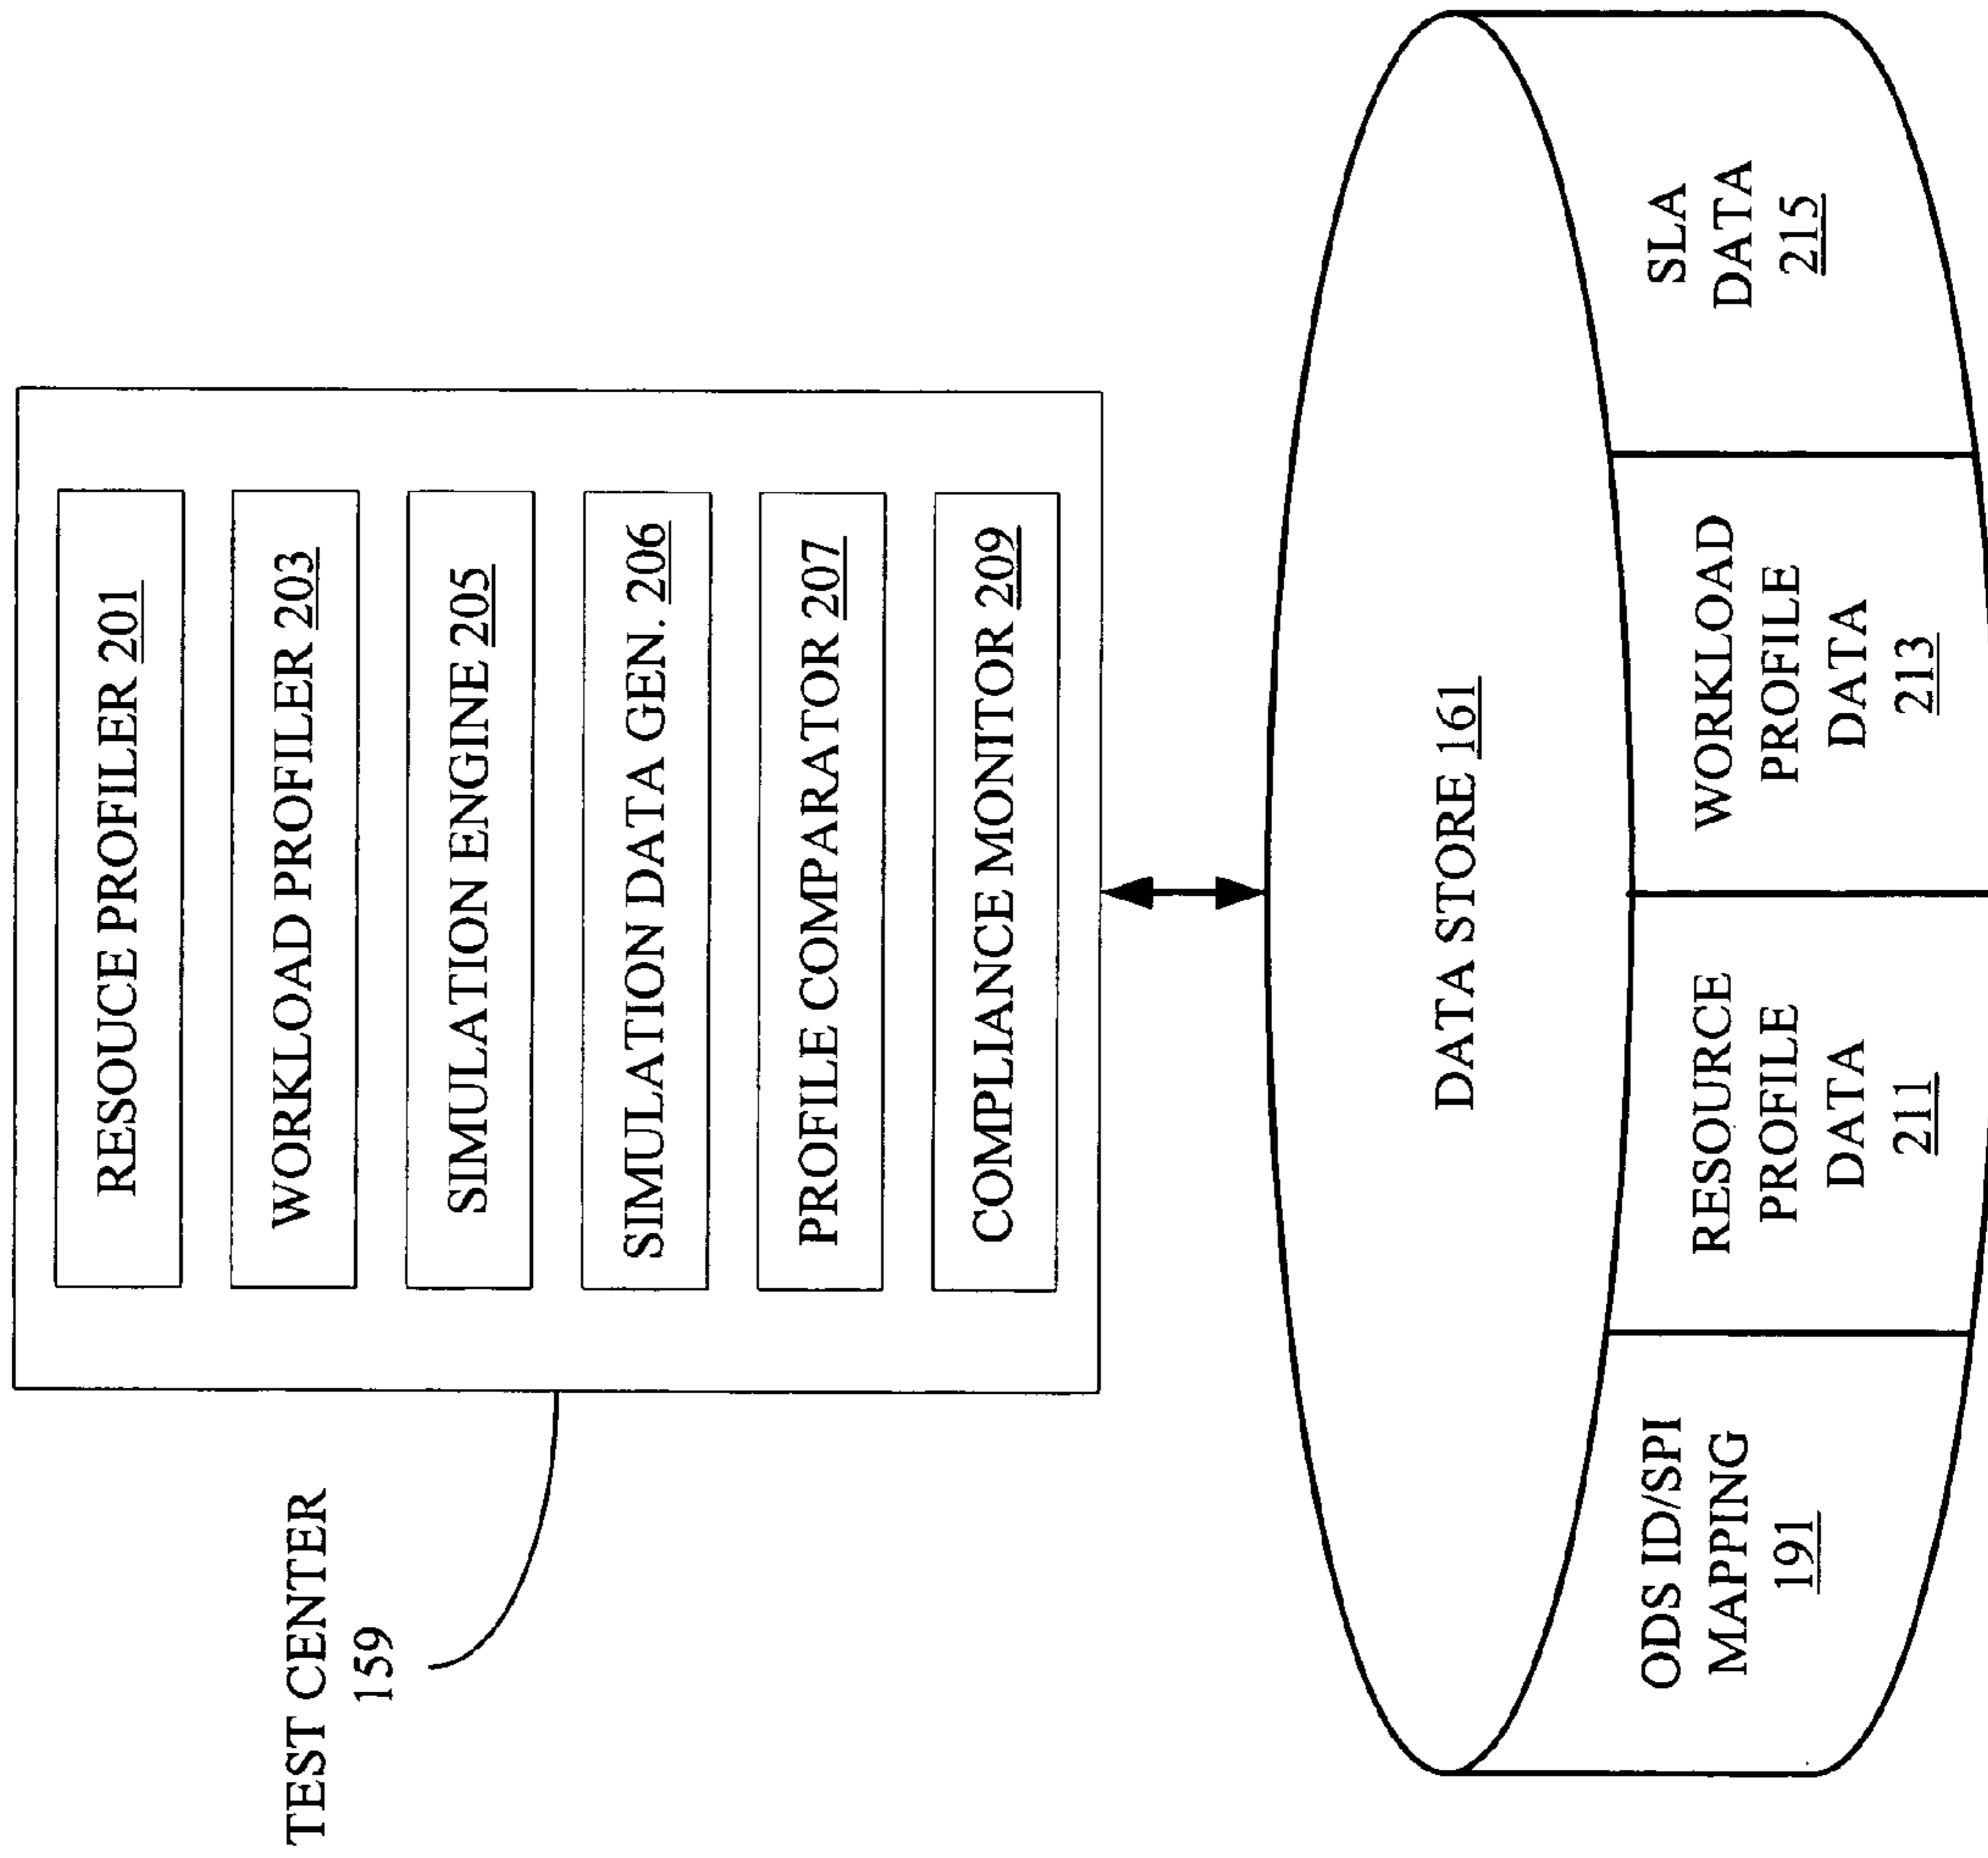 TEST CENTER
159
RESOUCE PROFILER 201
WORKLOAD PROFILER 203
SIMULATION ENGINE 205
SIMULATION DATA GEN. 206
PROFILE COMPARATOR 207
COMPLIANCE MONITOR 209
DATA STORE 161
ODS ID/SPI
MAPPING
191
RESOURCE
PROFILE
DATA
211
WORKLOAD
PROFILE
DATA
213
SLA
DATA
215